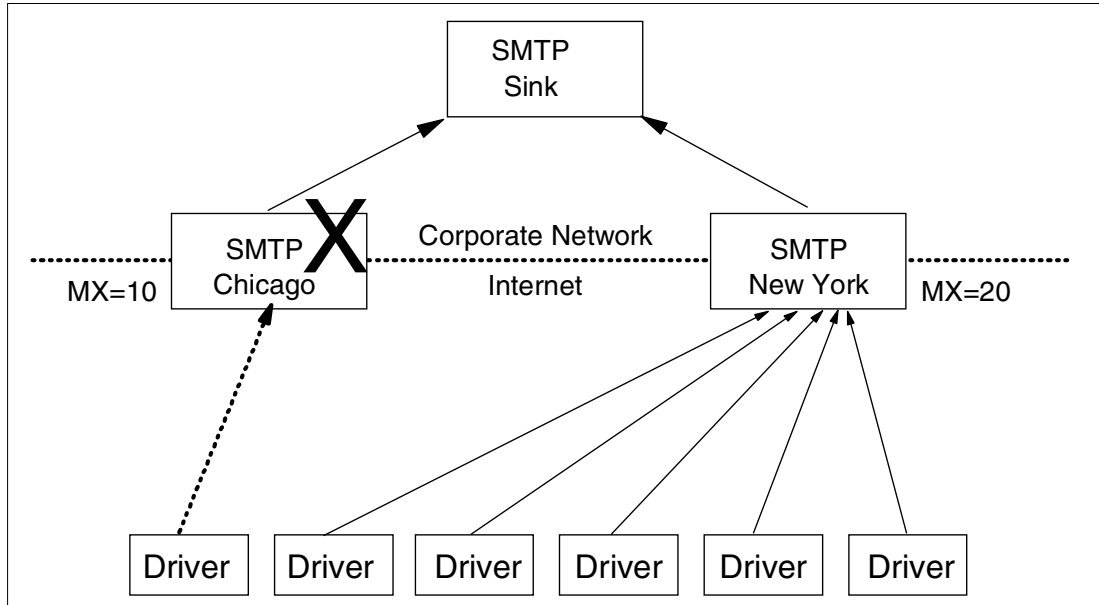 SMTP
Sink
SMTP
Chicago
X
Corporate Network
Internet
SMTP
New York
MX=10
MX=20
Driver
Driver
Driver
Driver
Driver
Driver